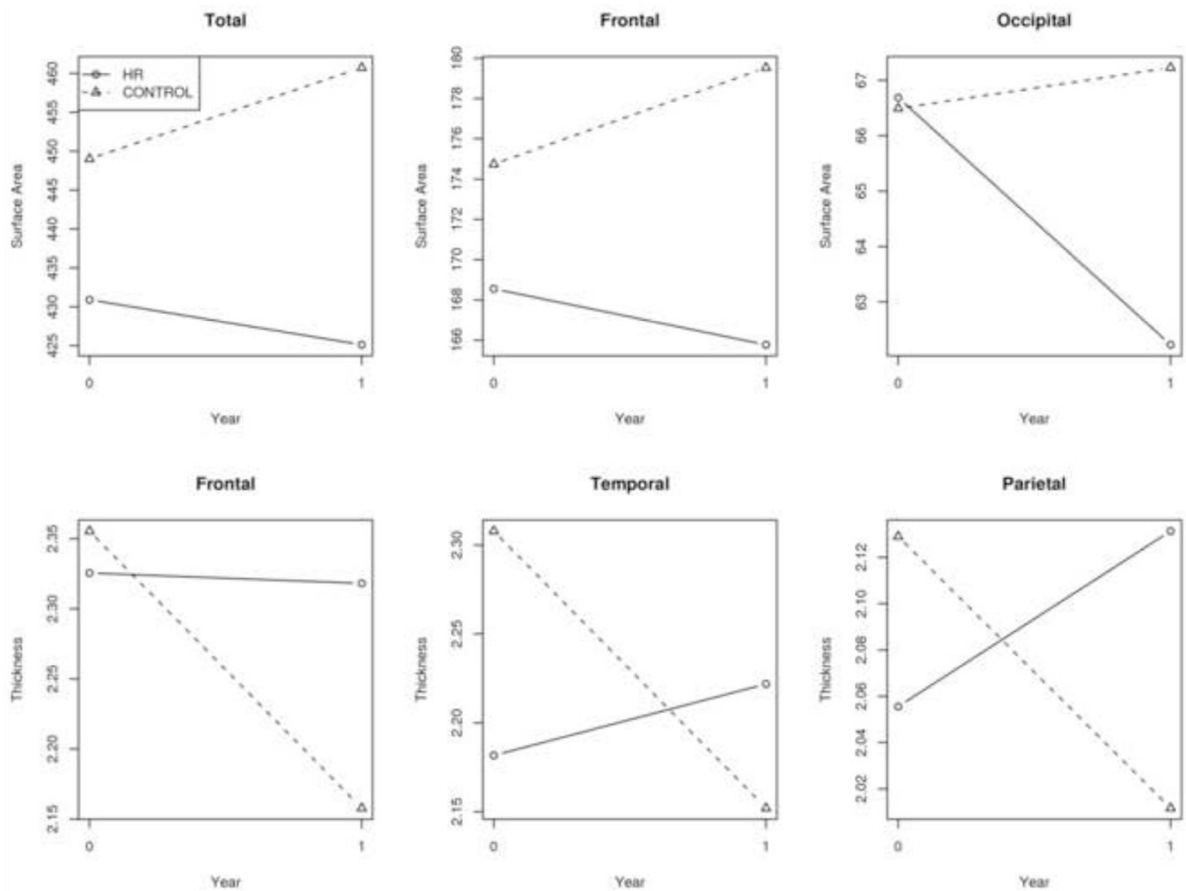 Total
Surface Area
425 430 435 440 445 450 455 460
HR
CONTROL
0 1
Year
Frontal
Surface Area
166 168 170 172 174 176 178 180
0 1
Year
Occipital
Surface Area
63 64 65 66 67
0 1
Year
Frontal
Thickness
2.15 2.20 2.25 2.30 2.35
0 1
Year
Temporal
Thickness
2.15 2.20 2.25 2.30
0 1
Year
Parietal
Thickness
2.02 2.04 2.06 2.08 2.10 2.12
0 1
Year